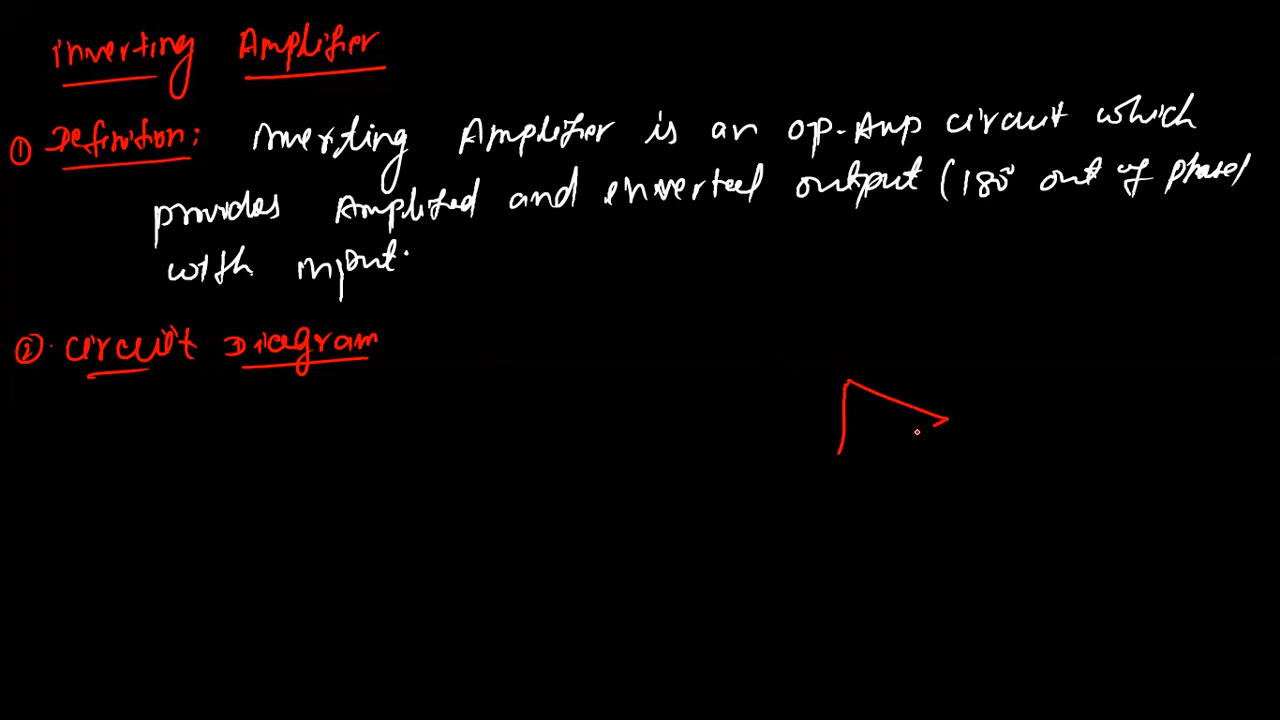 Inverting Amplifier
① Definition: Inverting Amplifier is an op-Amp circuit which
provides Amplified and inverted output (180° out of phase)
with input.
② Circuit Diagram